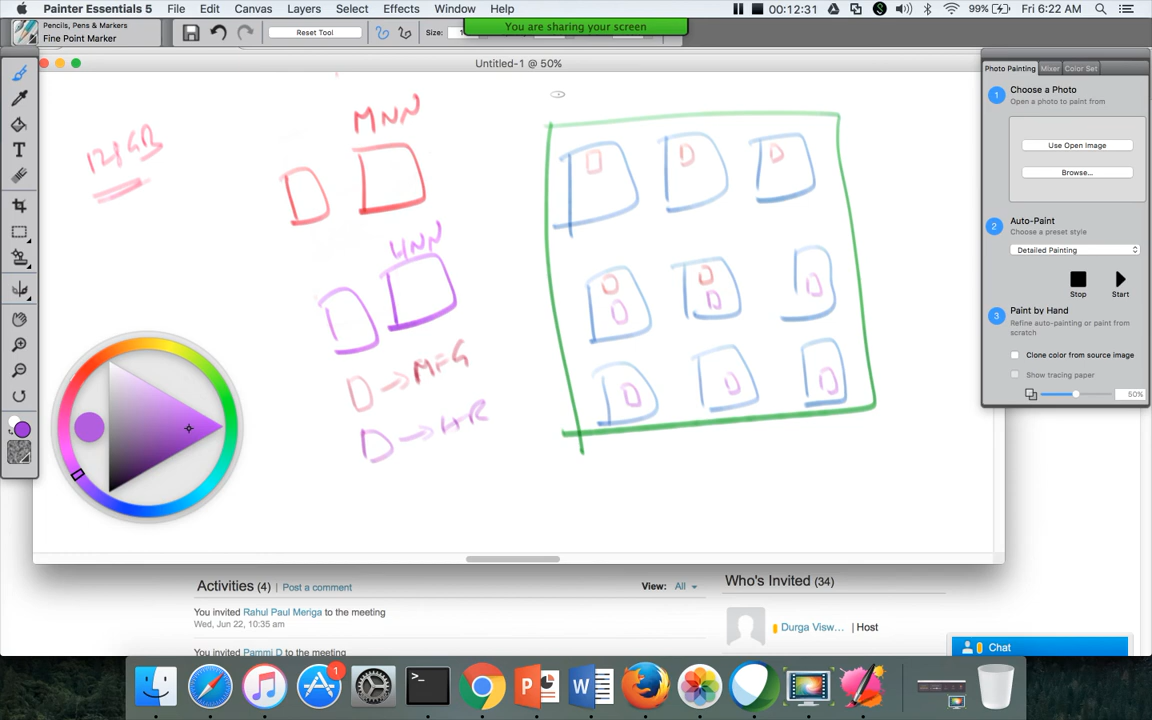 Painter Essentials 5 File Edit Canvas Layers Select Effects Window Help
00:12:31 99% Fri 6:22 AM
You are sharing your screen
Pencils, Pens & Markers
Fine Point Marker
Reset Tool
Size:
Untitled-1 @ 50%
128GB
MNN
HNN
D → MFG
D → HR
D D
Photo Painting Mixer Color Set
1 Choose a Photo
Open a photo to paint from
Use Open Image
Browse...
2 Auto-Paint
Choose a preset style
Detailed Painting
Stop Start
3 Paint by Hand
Refine auto-painting or paint from scratch
Clone color from source image
Show tracing paper
50%
Activities (4) | Post a comment View: All
You invited Rahul Paul Meriga to the meeting
Wed, Jun 22, 10:35 am
You invited Pammi D to the meeting
Who's Invited (34)
Durga Visw... | Host
Chat
1